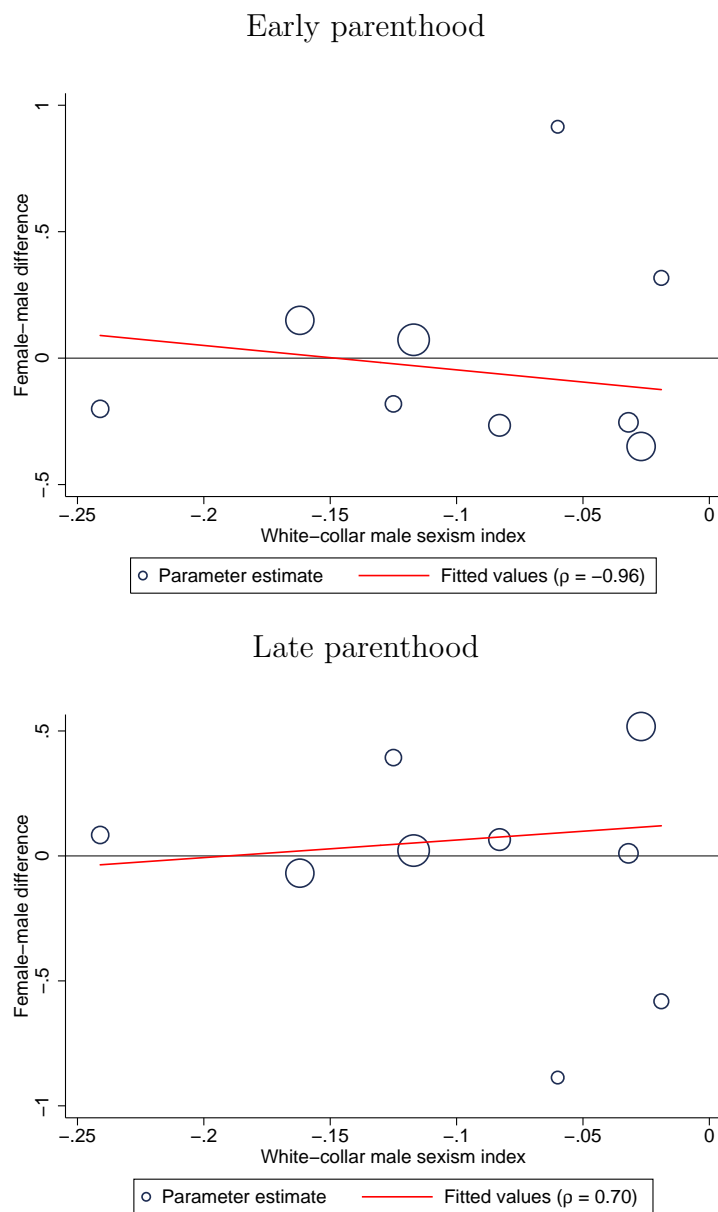 Early parenthood
1
.5
0
−.5
Female−male difference
−.25 −.2 −.15 −.1 −.05 0
White−collar male sexism index
Parameter estimate Fitted values (ρ = −0.96)
Late parenthood
.5
0
−.5
−1
Female−male difference
−.25 −.2 −.15 −.1 −.05 0
White−collar male sexism index
Parameter estimate Fitted values (ρ = 0.70)